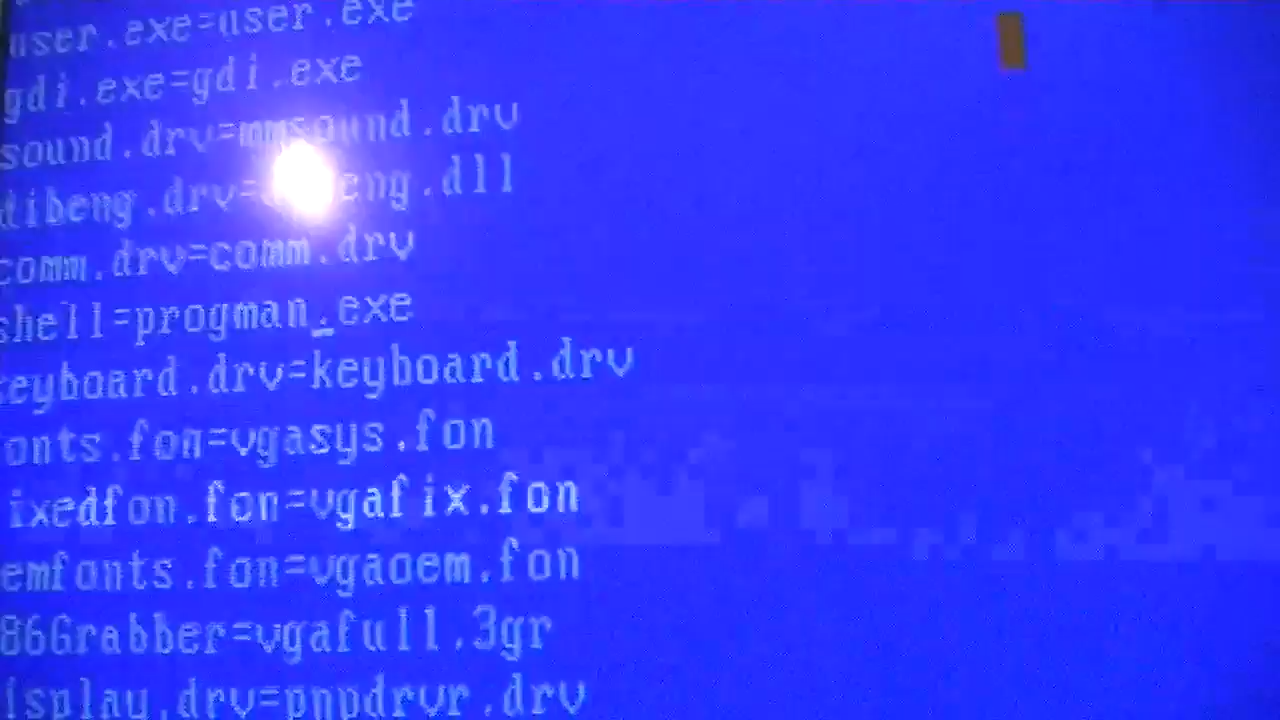 user.exe=user.exe
gdi.exe=gdi.exe
sound.drv=mmsound.drv
dibeng.drv=dibeng.dll
comm.drv=comm.drv
shell=progman.exe
keyboard.drv=keyboard.drv
onts.fon=vgasys.fon
ixedfon.fon=vgafix.fon
emfonts.fon=vgaoem.fon
86Grabber=vgafull.3gr
isplay.drv=pnpdrvr.drv